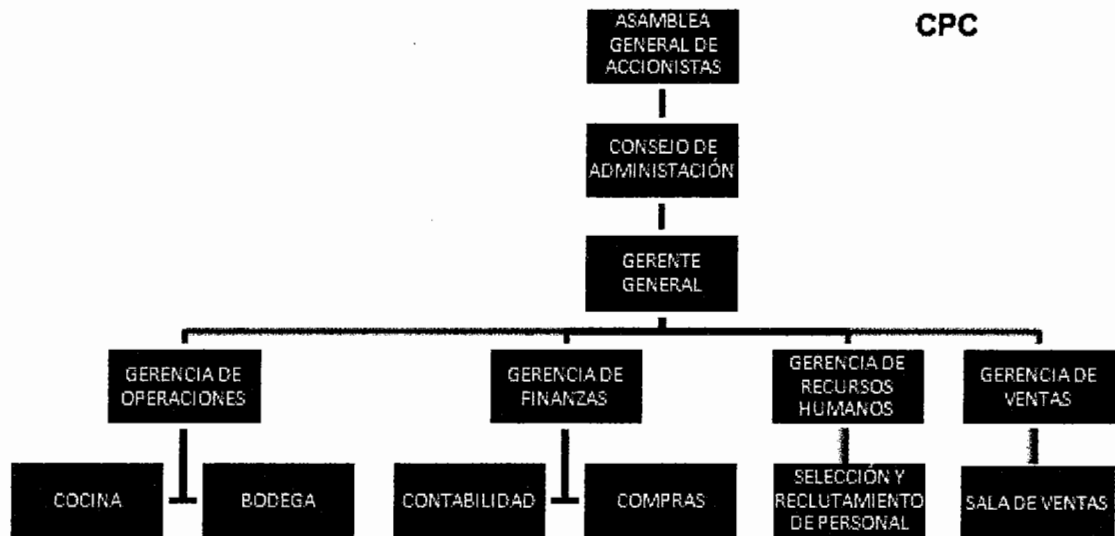 CPC
ASAMBLEA
GENERAL DE
ACCIONISTAS
CONSEJO DE
ADMINISTACIÓN
GERENTE
GENERAL
GERENCIA DE
OPERACIONES
GERENCIA DE
FINANZAS
GERENCIA DE
RECURSOS
HUMANOS
GERENCIA DE
VENTAS
COCINA
BODEGA
CONTABILIDAD
COMPRAS
SELECCIÓN Y
RECLUTAMIENTO
DE PERSONAL
SALA DE VENTAS